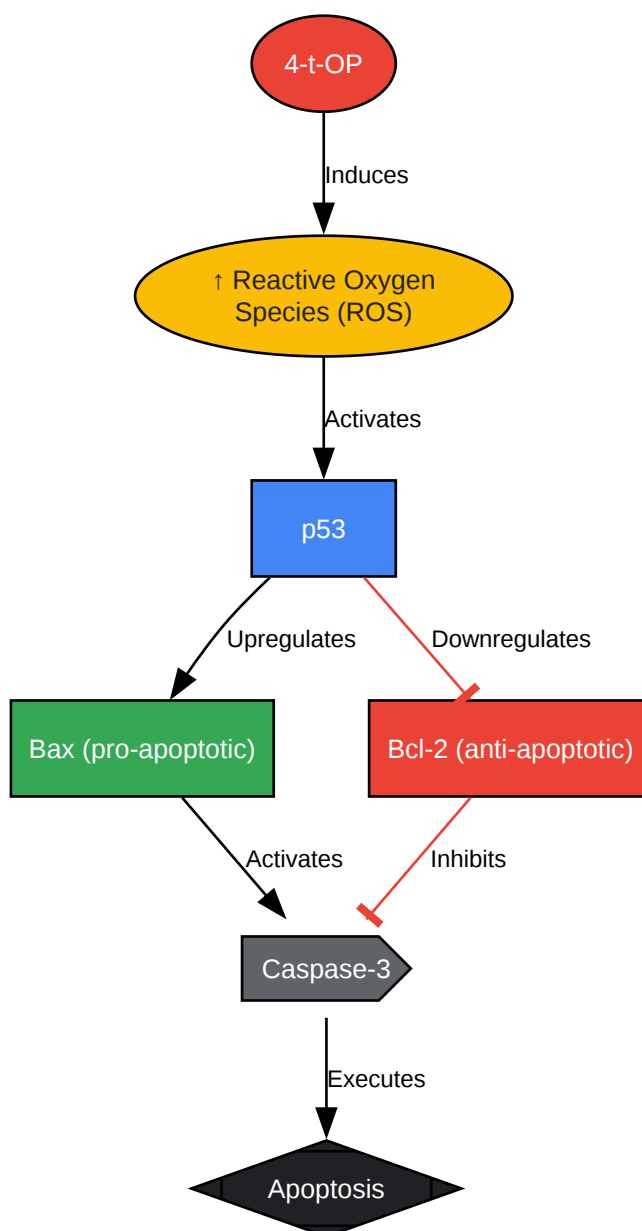 4-t-OP
Induces
↑ Reactive Oxygen
Species (ROS)
Activates
p53
Upregulates
Downregulates
Bax (pro-apoptotic)
Bcl-2 (anti-apoptotic)
Activates
Inhibits
Caspase-3
Executes
Apoptosis